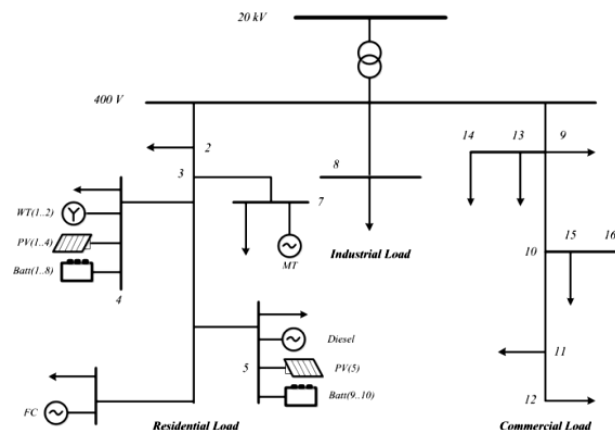 20 kV
400 V
2
3
WT(1..2)
PV(1..4)
Batt(1..8)
4
7
MT
8
Industrial Load
14
13
9
15
16
10
11
12
Diesel
5
PV(5)
Batt(9..10)
FC
Residential Load
Commercial Load